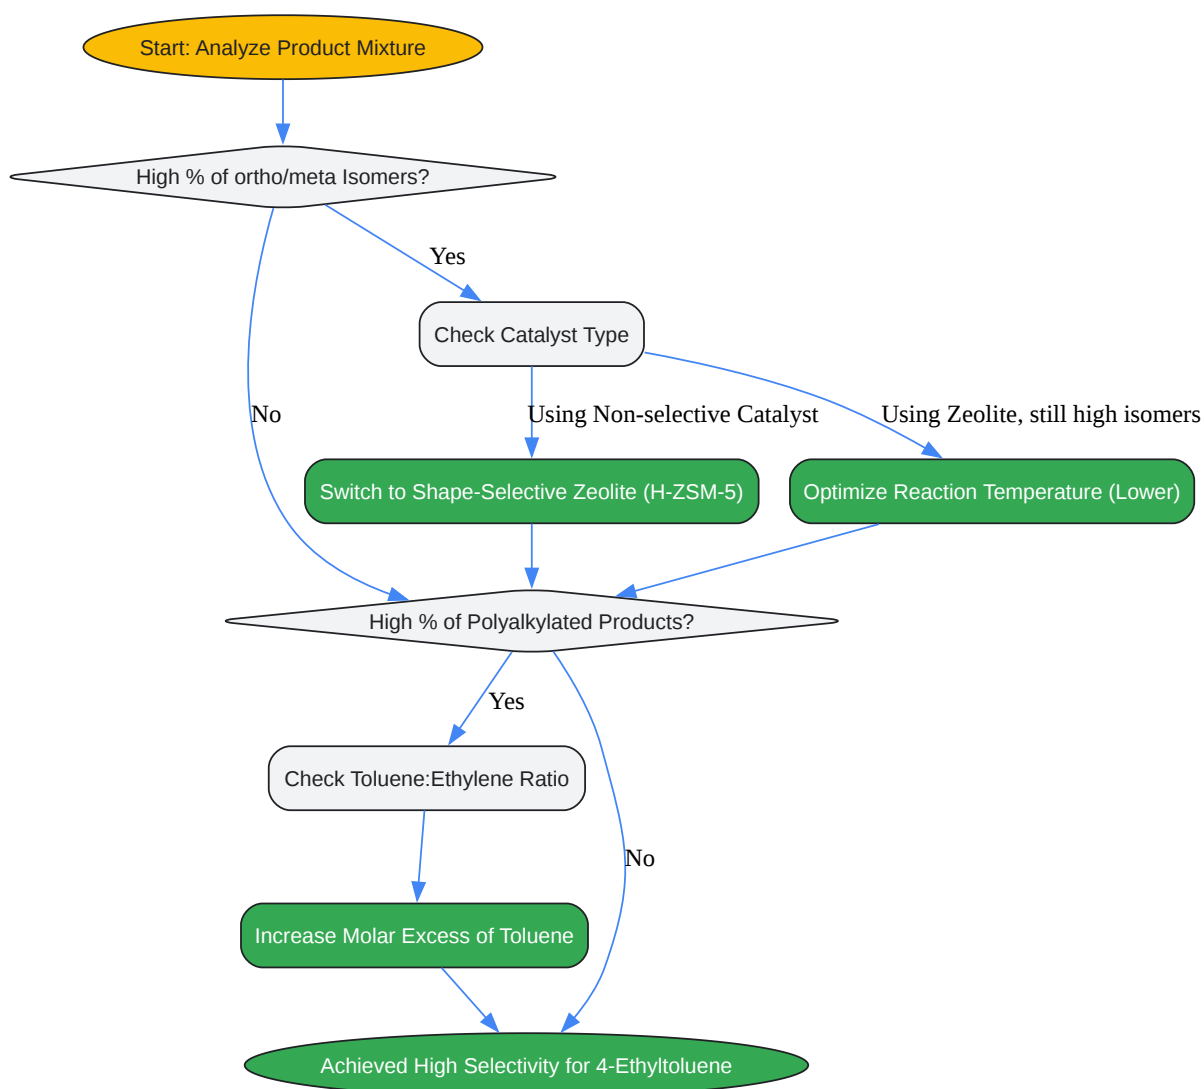 Start: Analyze Product Mixture
High % of ortho/meta Isomers?
Yes
Check Catalyst Type
No
Using Non-selective Catalyst
Using Zeolite, still high isomers
Switch to Shape-Selective Zeolite (H-ZSM-5)
Optimize Reaction Temperature (Lower)
High % of Polyalkylated Products?
Yes
Check Toluene:Ethylene Ratio
No
Increase Molar Excess of Toluene
Achieved High Selectivity for 4-Ethyltoluene